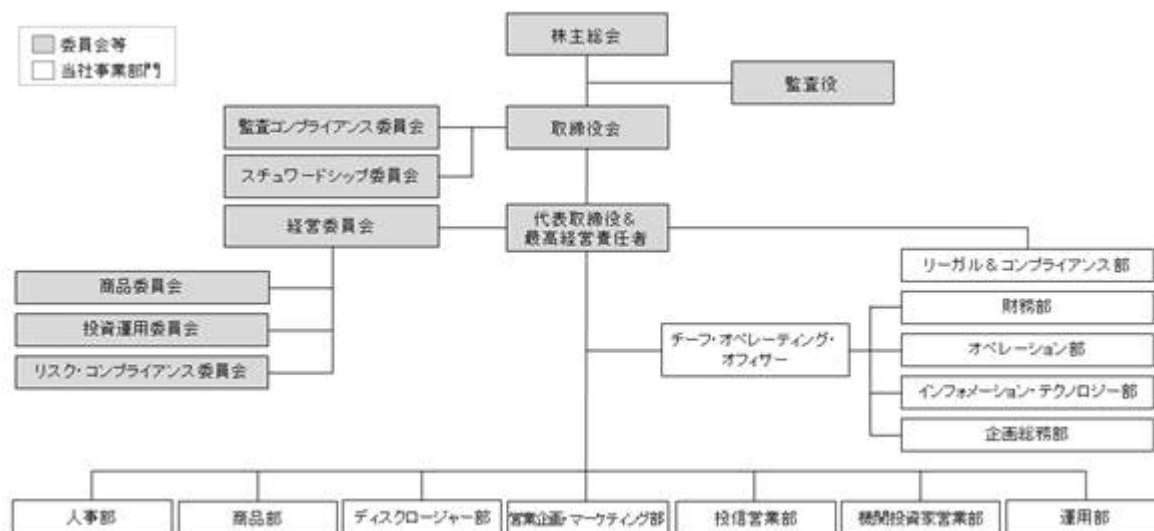 委員会等
当社事業部門
株主総会
監査役
監査コンプライアンス委員会
取締役会
スチュワードシップ委員会
経営委員会
代表取締役&
最高経営責任者
リーガル&コンプライアンス部
商品委員会
財務部
投資運用委員会
チーフ・オペレーティング・
オフィサー
オペレーション部
リスク・コンプライアンス委員会
インフォメーション・テクノロジー部
企画総務部
人事部
商品部
ディスクロージャー部
営業企画・マーケティング部
投信営業部
機関投資家営業部
運用部